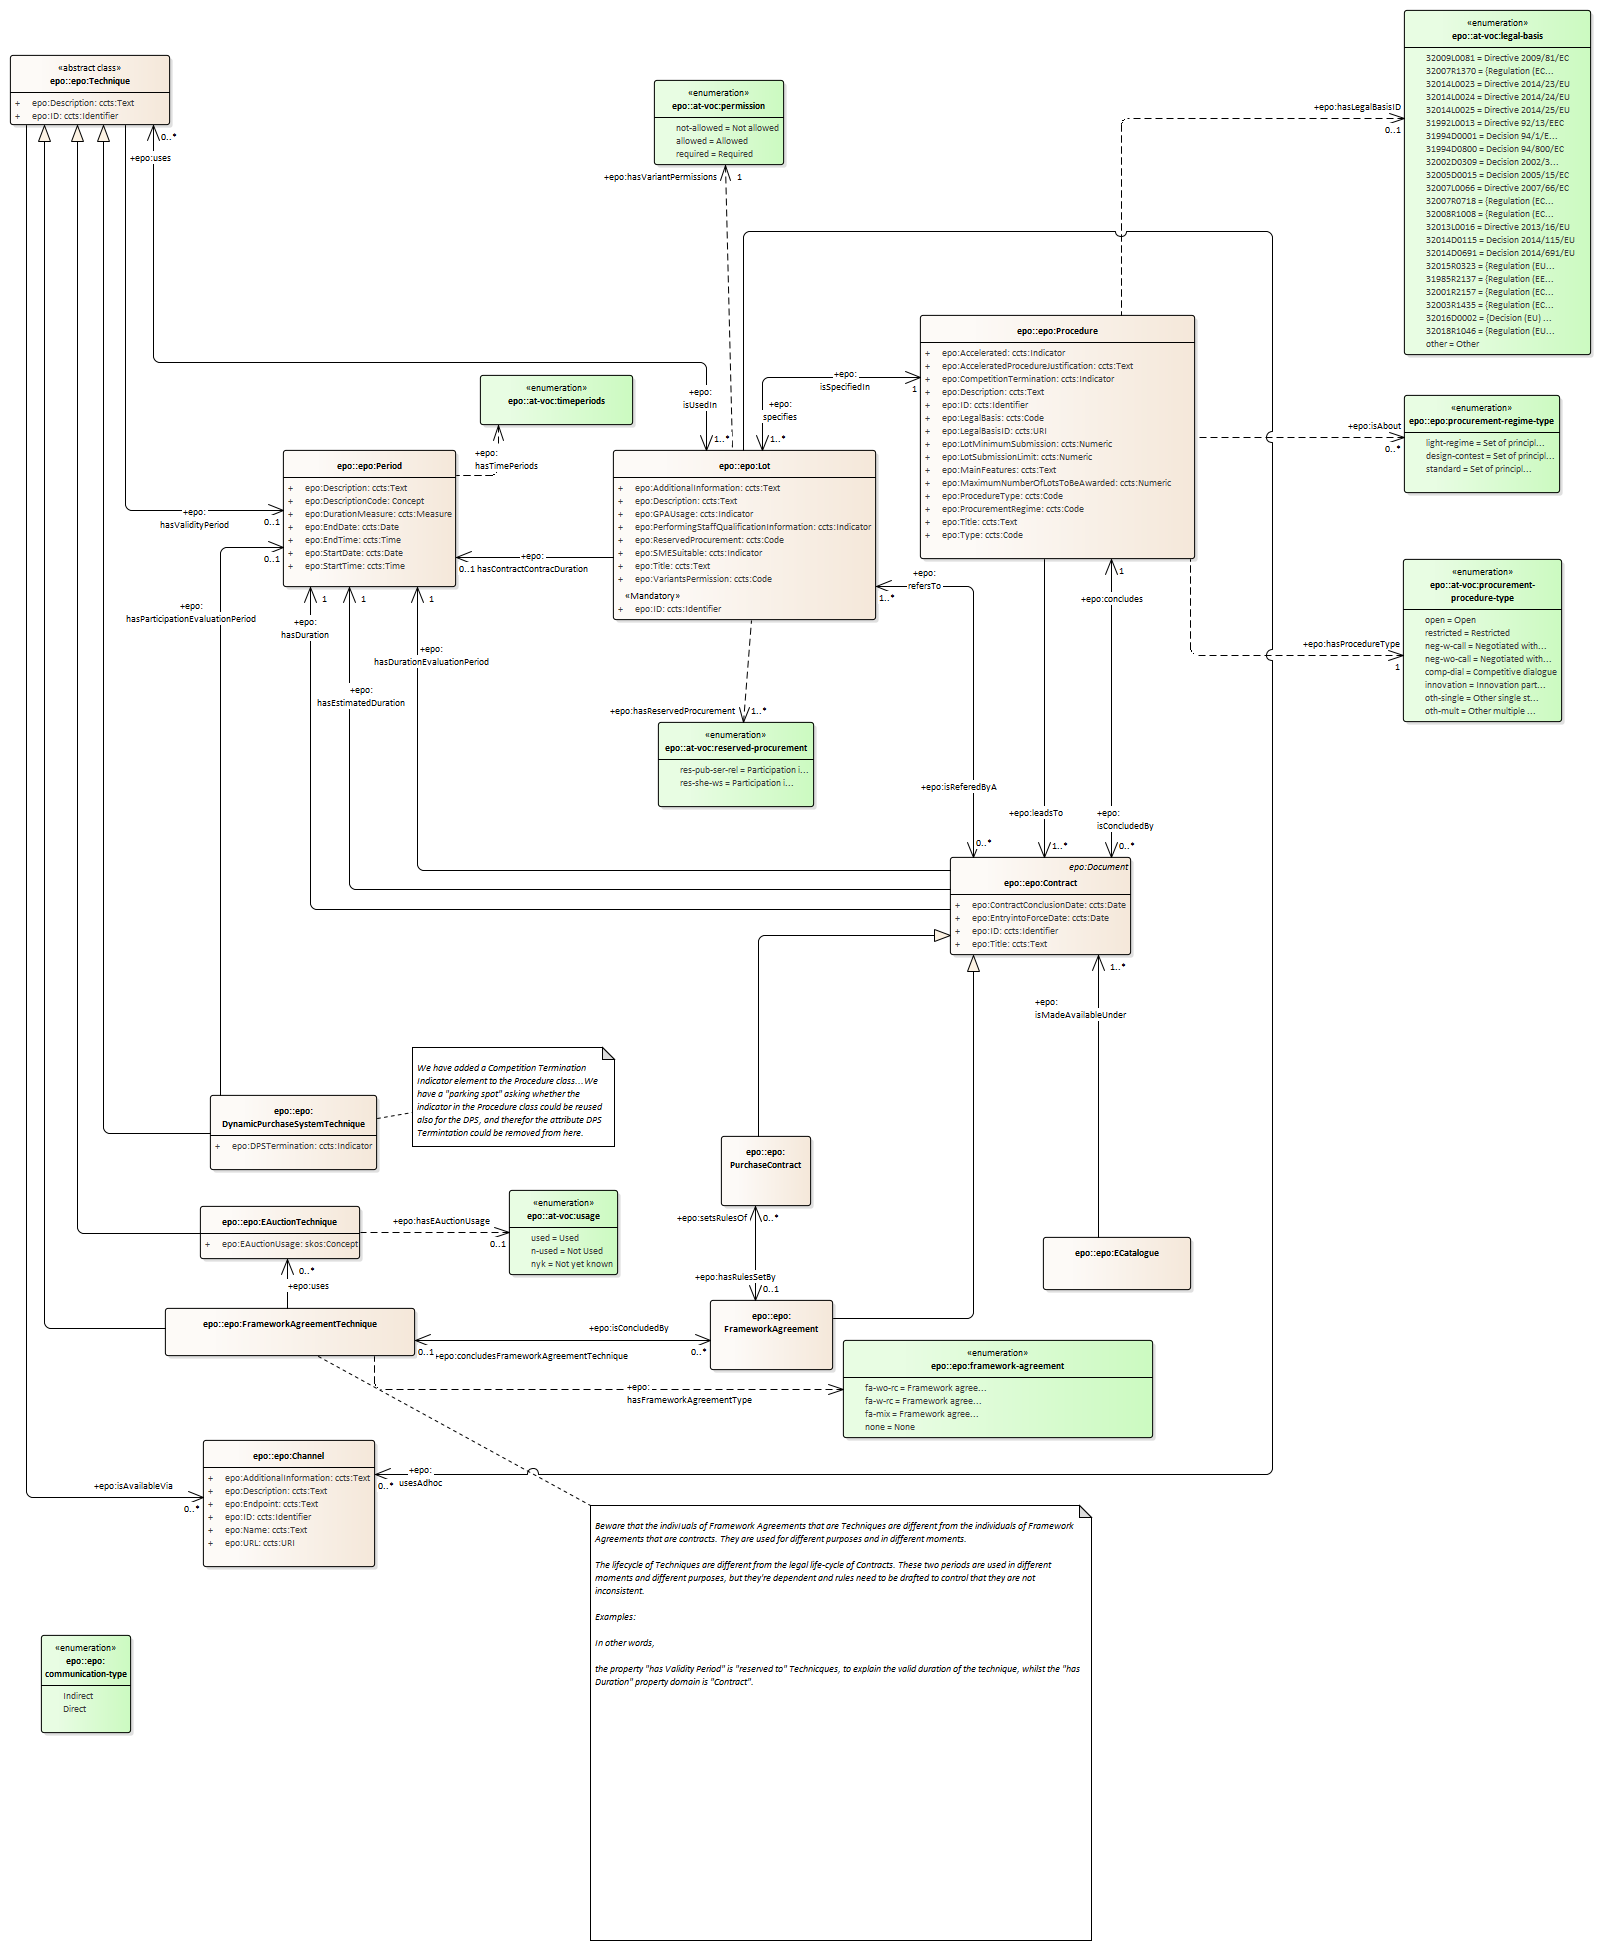 «enumeration»
epo::at-voc:legal-basis
32009L0081 = Directive 2009/81/EC
32007R1370 = {Regulation (EC...
32014L0023 = Directive 2014/23/EU
32014L0024 = Directive 2014/24/EU
32014L0025 = Directive 2014/25/EU
31992L0013 = Directive 92/13/EEC
31994D0001 = Decision 94/1/E...
31994D0800 = Decision 94/800/EC
32002D0309 = Decision 2002/3...
32005D0015 = Decision 2005/15/EC
32007L0066 = Directive 2007/66/EC
32007R0718 = {Regulation (EC...
32008R1008 = {Regulation (EC...
32013L0016 = Directive 2013/16/EU
32014D0115 = Decision 2014/115/EU
32014D0691 = Decision 2014/691/EU
32015R0323 = {Regulation (EU...
31985R2137 = {Regulation (EE...
32001R2157 = {Regulation (EC...
32003R1435 = {Regulation (EC...
32016D0002 = {Decision (EU) ...
32018R1046 = {Regulation (EU...
other = Other
«abstract class»
epo::epo:Technique
+ epo:Description: ccts:Text
+ epo:ID: ccts:Identifier
0..*
+epo:uses
«enumeration»
epo::at-voc:permission
not-allowed = Not allowed
allowed = Allowed
required = Required
+epo:hasVariantPermissions 1
+epo:hasLegalBasisID
0..1
epo::epo:Procedure
+ epo:Accelerated: ccts:Indicator
+ epo:AcceleratedProcedureJustification: ccts:Text
+ epo:CompetitionTermination: ccts:Indicator
+ epo:Description: ccts:Text
+ epo:ID: ccts:Identifier
+ epo:LegalBasis: ccts:Code
+ epo:LegalBasisID: ccts:URI
+ epo:LotMinimumSubmission: ccts:Numeric
+ epo:LotSubmissionLimit: ccts:Numeric
+ epo:MainFeatures: ccts:Text
+ epo:MaximumNumberOfLotsToBeAwarded: ccts:Numeric
+ epo:ProcedureType: ccts:Code
+ epo:ProcurementRegime: ccts:Code
+ epo:Title: ccts:Text
+ epo:Type: ccts:Code
«enumeration»
epo::at-voc:timeperiods
+epo:
hasTimePeriods
+epo:
isUsedIn
1..*
+epo:
specifies
1..*
+epo:
isSpecifiedIn
1
«enumeration»
epo::epo:procurement-regime-type
light-regime = Set of principl...
design-contest = Set of principl...
standard = Set of principl...
+epo:isAbout
0..*
epo::epo:Period
+ epo:Description: ccts:Text
+ epo:DescriptionCode: Concept
+ epo:DurationMeasure: ccts:Measure
+ epo:EndDate: ccts:Date
+ epo:EndTime: ccts:Time
+ epo:StartDate: ccts:Date
+ epo:StartTime: ccts:Time
epo::epo:Lot
+ epo:AdditionalInformation: ccts:Text
+ epo:Description: ccts:Text
+ epo:GPAUsage: ccts:Indicator
+ epo:PerformingStaffQualificationInformation: ccts:Indicator
+ epo:ReservedProcurement: ccts:Code
+ epo:SMESuitable: ccts:Indicator
+ epo:Title: ccts:Text
+ epo:VariantsPermission: ccts:Code
«Mandatory»
+ epo:ID: ccts:Identifier
+epo:
hasValidityPeriod
0..1
0..1
+epo:
0..1 hasContractContracDuration
+epo:
hasParticipationEvaluationPeriod
1
+epo:
hasDuration
1
+epo:
hasEstimatedDuration
1
+epo:
hasDurationEvaluationPeriod
+epo:
refersTo
1..*
1
+epo:concludes
«enumeration»
epo::at-voc:procurement-
procedure-type
open = Open
restricted = Restricted
neg-w-call = Negotiated with...
neg-wo-call = Negotiated with...
comp-dial = Competitive dialogue
innovation = Innovation part...
oth-single = Other single st...
oth-mult = Other multiple ...
+epo:hasProcedureType
1
+epo:hasReservedProcurement 1..*
«enumeration»
epo::at-voc:reserved-procurement
res-pub-ser-rel = Participation i...
res-she-ws = Participation i...
+epo:isReferedByA
0..*
+epo:leadsTo
1..*
+epo:
isConcludedBy
0..*
epo:Document
epo::epo:Contract
+ epo:ContractConclusionDate: ccts:Date
+ epo:EntryintoForceDate: ccts:Date
+ epo:ID: ccts:Identifier
+ epo:Title: ccts:Text
1..*
+epo:
isMadeAvailableUnder
We have added a Competition Termination
Indicator element to the Procedure class...We
have a "parking spot" asking whether the
indicator in the Procedure class could be reused
also for the DPS, and therefor the attribute DPS
Termintation could be removed from here.
epo::epo:
DynamicPurchaseSystemTechnique
+ epo:DPSTermination: ccts:Indicator
epo::epo:
PurchaseContract
+epo:setsRulesOf 0..*
+epo:hasRulesSetBy
0..1
epo::epo:EAuctionTechnique
+ epo:EAuctionUsage: skos:Concept
+epo:hasEAuctionUsage
0..1
«enumeration»
epo::at-voc:usage
used = Used
n-used = Not Used
nyk = Not yet known
epo::epo:ECatalogue
0..*
+epo:uses
epo::epo:FrameworkAgreementTechnique
+epo:isConcludedBy
0..*
0..1 +epo:concludesFrameworkAgreementTechnique
epo::epo:
FrameworkAgreement
+epo:
hasFrameworkAgreementType
«enumeration»
epo::epo:framework-agreement
fa-wo-rc = Framework agree...
fa-w-rc = Framework agree...
fa-mix = Framework agree...
none = None
epo::epo:Channel
+ epo:AdditionalInformation: ccts:Text
+ epo:Description: ccts:Text
+ epo:Endpoint: ccts:Text
+ epo:ID: ccts:Identifier
+ epo:Name: ccts:Text
+ epo:URL: ccts:URI
+epo:isAvailableVia
0..*
+epo:
0..* usesAdhoc
Beware that the indiviuals of Framework Agreements that are Techniques are different from the individuals of Framework
Agreements that are contracts. They are used for different purposes and in different moments.
The lifecycle of Techniques are different from the legal life-cycle of Contracts. These two periods are used in different
moments and different purposes, but they're dependent and rules need to be drafted to control that they are not
inconsistent.
Examples:
In other words,
the property "has Validity Period" is "reserved to" Technicques, to explain the valid duration of the technique, whilst the "has
Duration" property domain is "Contract".
«enumeration»
epo::epo:
communication-type
Indirect
Direct